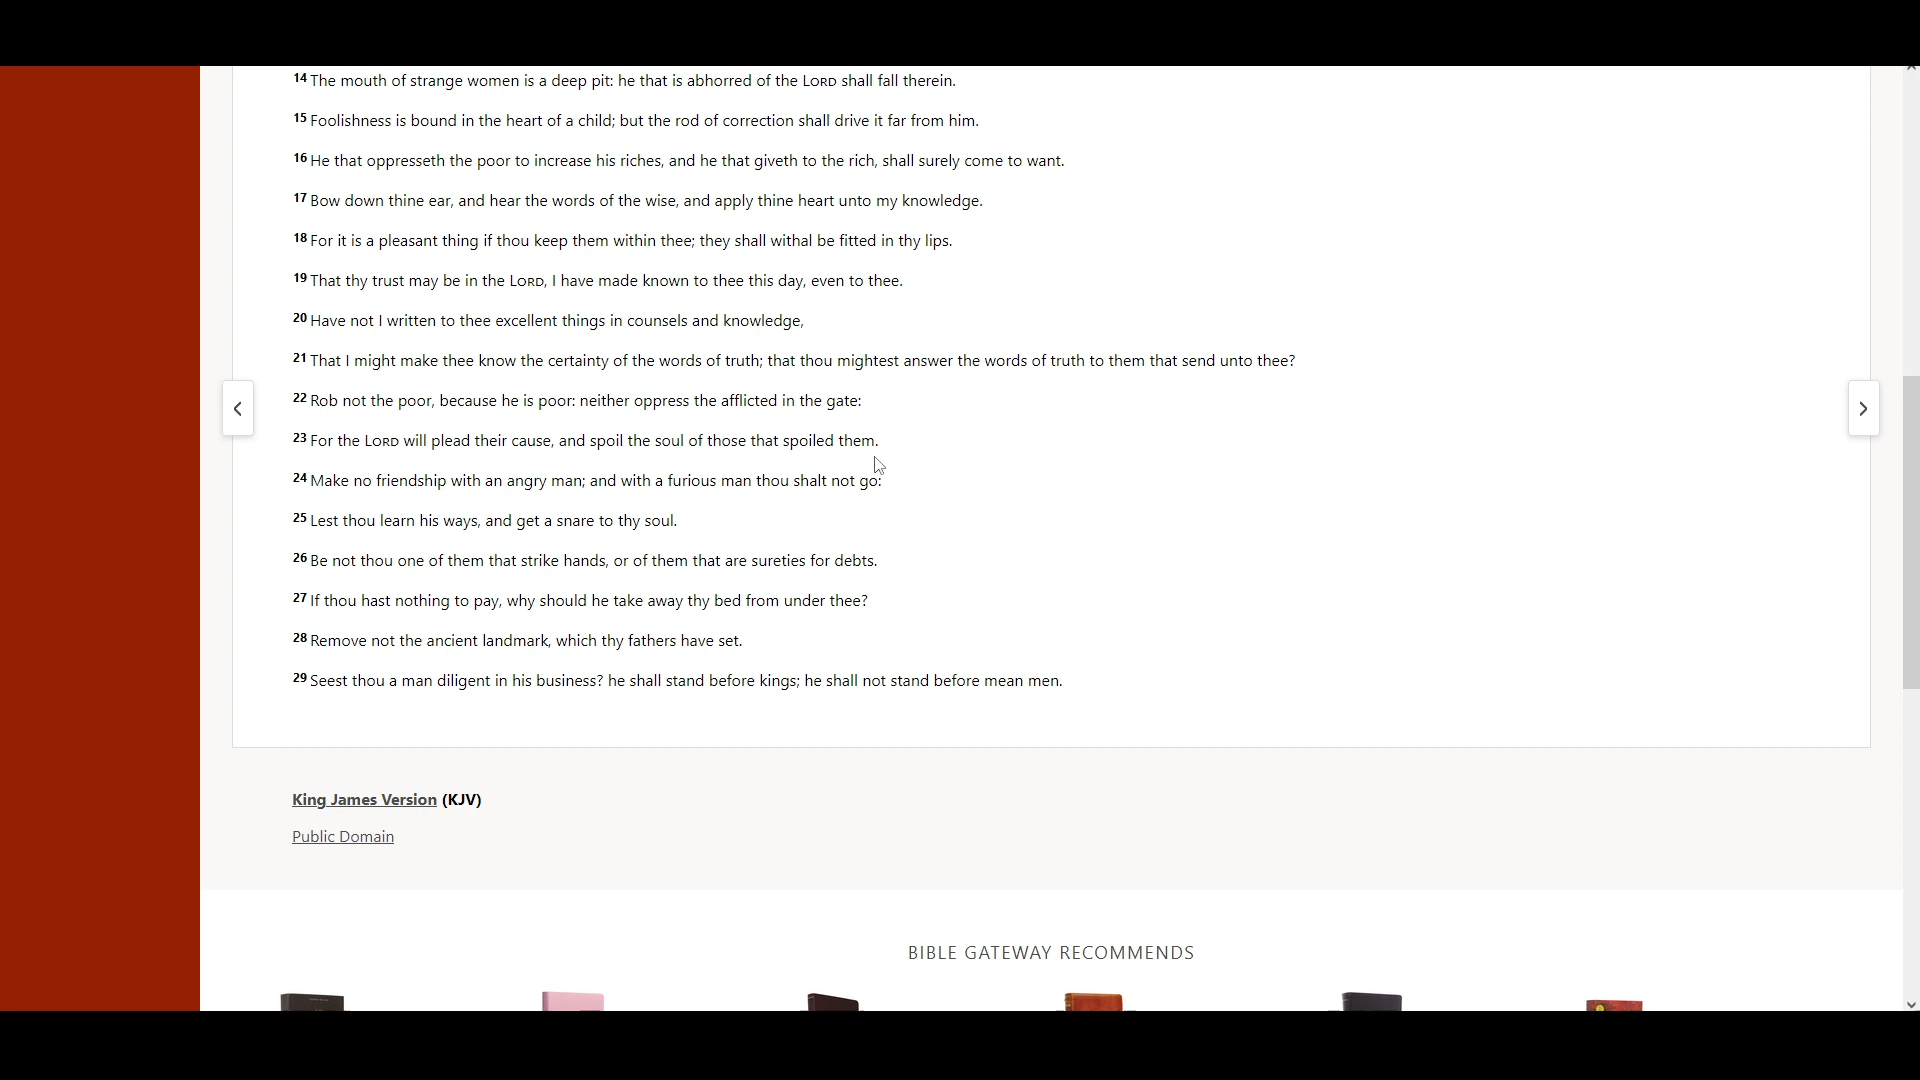 14 The mouth of strange women is a deep pit: he that is abhorred of the LORD shall fall therein.
15 Foolishness is bound in the heart of a child; but the rod of correction shall drive it far from him.
16 He that oppresseth the poor to increase his riches, and he that giveth to the rich, shall surely come to want.
17 Bow down thine ear, and hear the words of the wise, and apply thine heart unto my knowledge.
18 For it is a pleasant thing if thou keep them within thee; they shall withal be fitted in thy lips.
19 That thy trust may be in the LORD, I have made known to thee this day, even to thee.
20 Have not I written to thee excellent things in counsels and knowledge,
21 That I might make thee know the certainty of the words of truth; that thou mightest answer the words of truth to them that send unto thee?
22 Rob not the poor, because he is poor: neither oppress the afflicted in the gate:
23 For the LORD will plead their cause, and spoil the soul of those that spoiled them.
24 Make no friendship with an angry man; and with a furious man thou shalt not go:
25 Lest thou learn his ways, and get a snare to thy soul.
26 Be not thou one of them that strike hands, or of them that are sureties for debts.
27 If thou hast nothing to pay, why should he take away thy bed from under thee?
28 Remove not the ancient landmark, which thy fathers have set.
29 Seest thou a man diligent in his business? he shall stand before kings; he shall not stand before mean men.
King James Version (KJV)
Public Domain
BIBLE GATEWAY RECOMMENDS